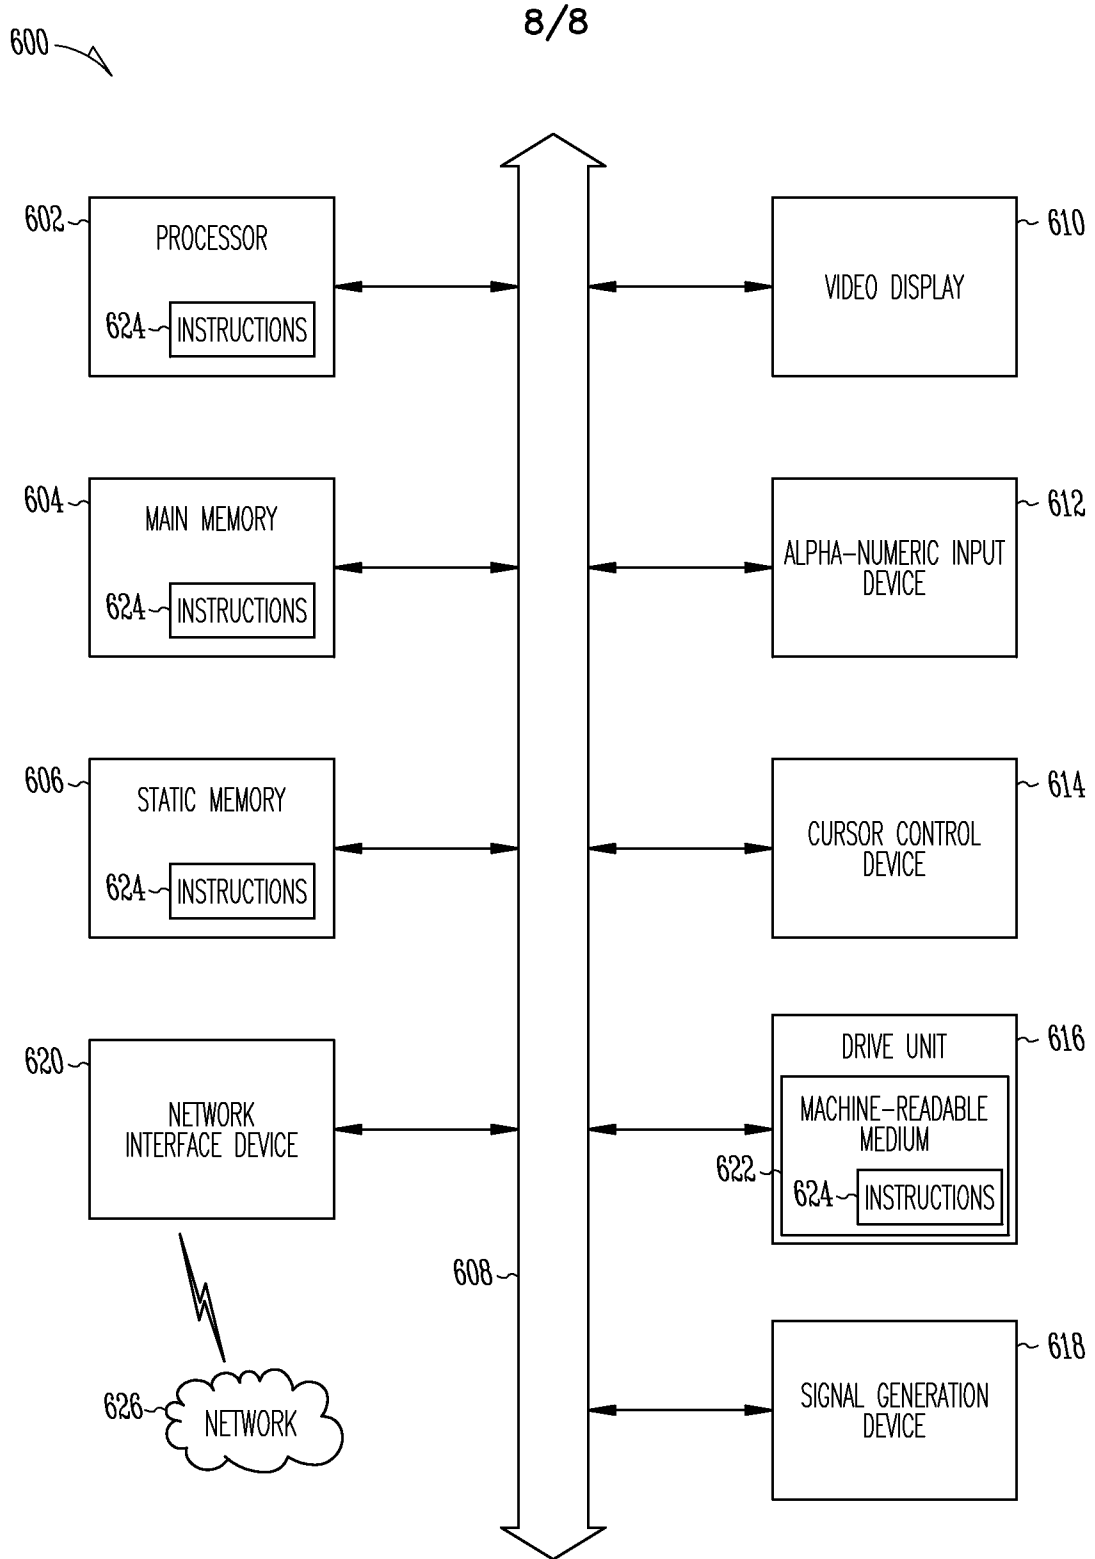 8/8
600
602
PROCESSOR
624
INSTRUCTIONS
604
MAIN MEMORY
624
INSTRUCTIONS
606
STATIC MEMORY
624
INSTRUCTIONS
620
NETWORK
INTERFACE DEVICE
626
NETWORK
608
610
VIDEO DISPLAY
612
ALPHA-NUMERIC INPUT
DEVICE
614
CURSOR CONTROL
DEVICE
616
DRIVE UNIT
MACHINE-READABLE
MEDIUM
622
624
INSTRUCTIONS
618
SIGNAL GENERATION
DEVICE